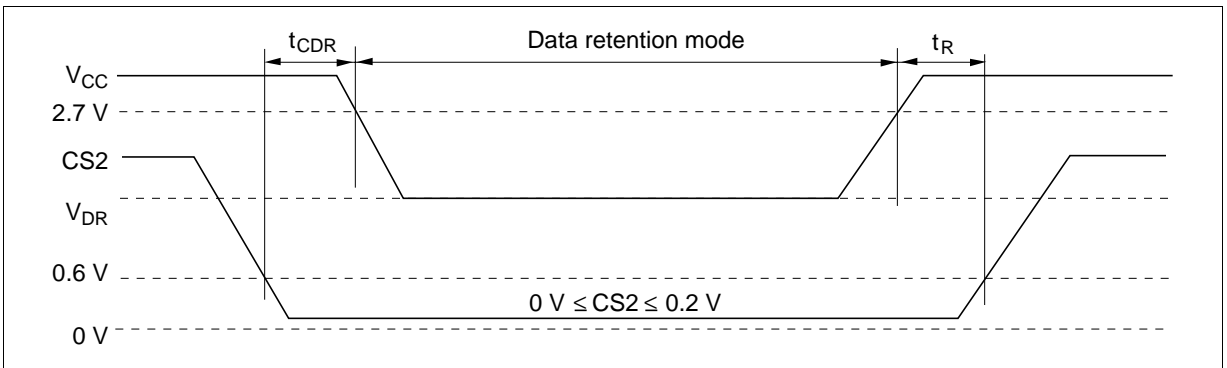 tCDR Data retention mode tR
VCC
2.7 V
CS2
VDR
0.6 V
0 V ≤ CS2 ≤ 0.2 V
0 V